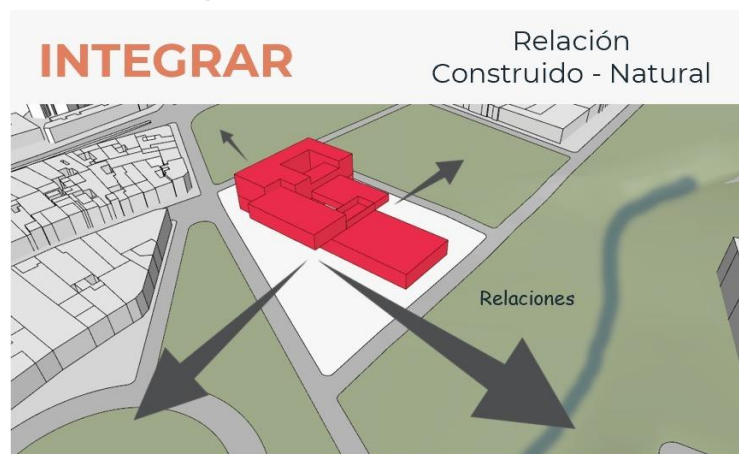 INTEGRAR
Relación
Construido - Natural
Relaciones